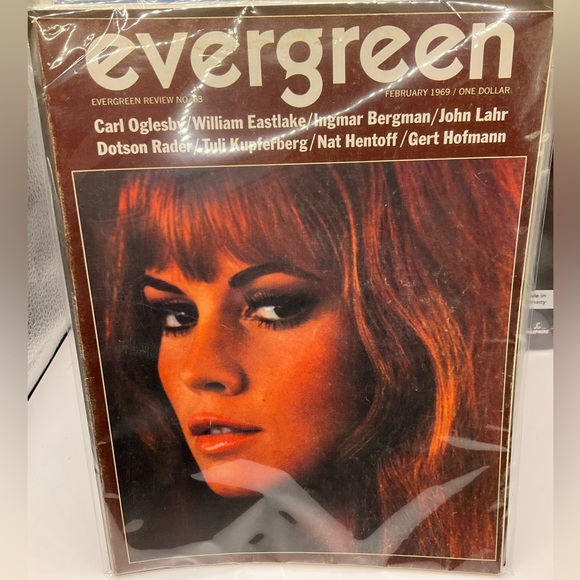 evergreen
EVERGREEN REVIEW NO. 3
FEBRUARY 1969 / ONE DOLLAR
Carl Oglesby/William Eastlake/Ingmar Bergman/John Lahr
Dotson Rader/Tuli Kupferberg/Nat Hentoff/Gert Hofmann